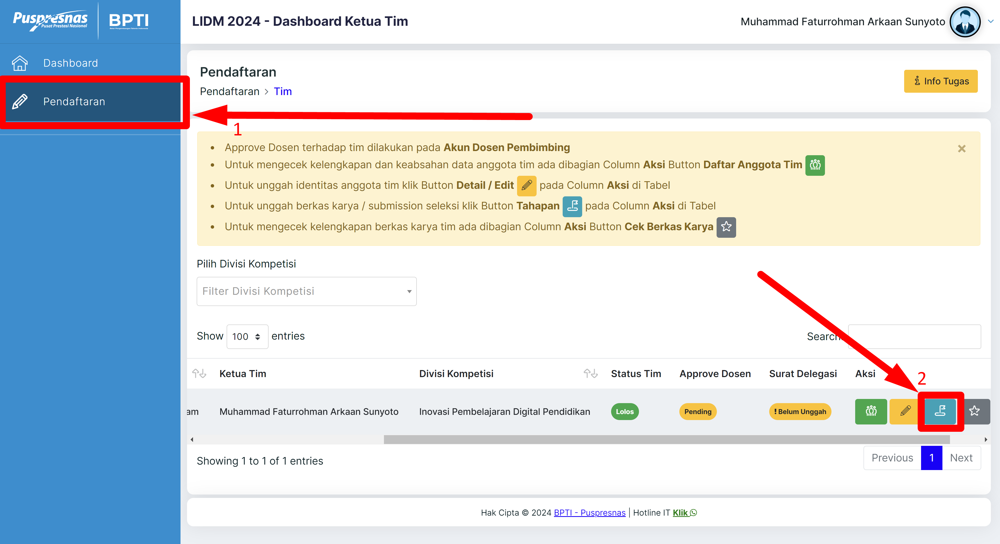 Puspresnas
Pusat Prestasi Nasional
BPTI
Balai Pengembangan Talenta Indonesia
LIDM 2024 - Dashboard Ketua Tim
Muhammad Faturrohman Arkaan Sunyoto
Dashboard
Pendaftaran
Pendaftaran
Pendaftaran > Tim
Info Tugas
1
Approve Dosen terhadap tim dilakukan pada Akun Dosen Pembimbing
Untuk mengecek kelengkapan dan keabsahan data anggota tim ada dibagian Column Aksi Button Daftar Anggota Tim
Untuk unggah identitas anggota tim klik Button Detail / Edit pada Column Aksi di Tabel
Untuk unggah berkas karya / submission seleksi klik Button Tahapan pada Column Aksi di Tabel
Untuk mengecek kelengkapan berkas karya tim ada dibagian Column Aksi Button Cek Berkas Karya
Pilih Divisi Kompetisi
Filter Divisi Kompetisi
Show 100 entries
Search:
Ketua Tim Divisi Kompetisi Status Tim Approve Dosen Surat Delegasi Aksi
2
am Muhammad Faturrohman Arkaan Sunyoto Inovasi Pembelajaran Digital Pendidikan Lolos Pending ! Belum Unggah
Showing 1 to 1 of 1 entries
Previous 1 Next
Hak Cipta © 2024 BPTI - Puspresnas | Hotline IT Klik